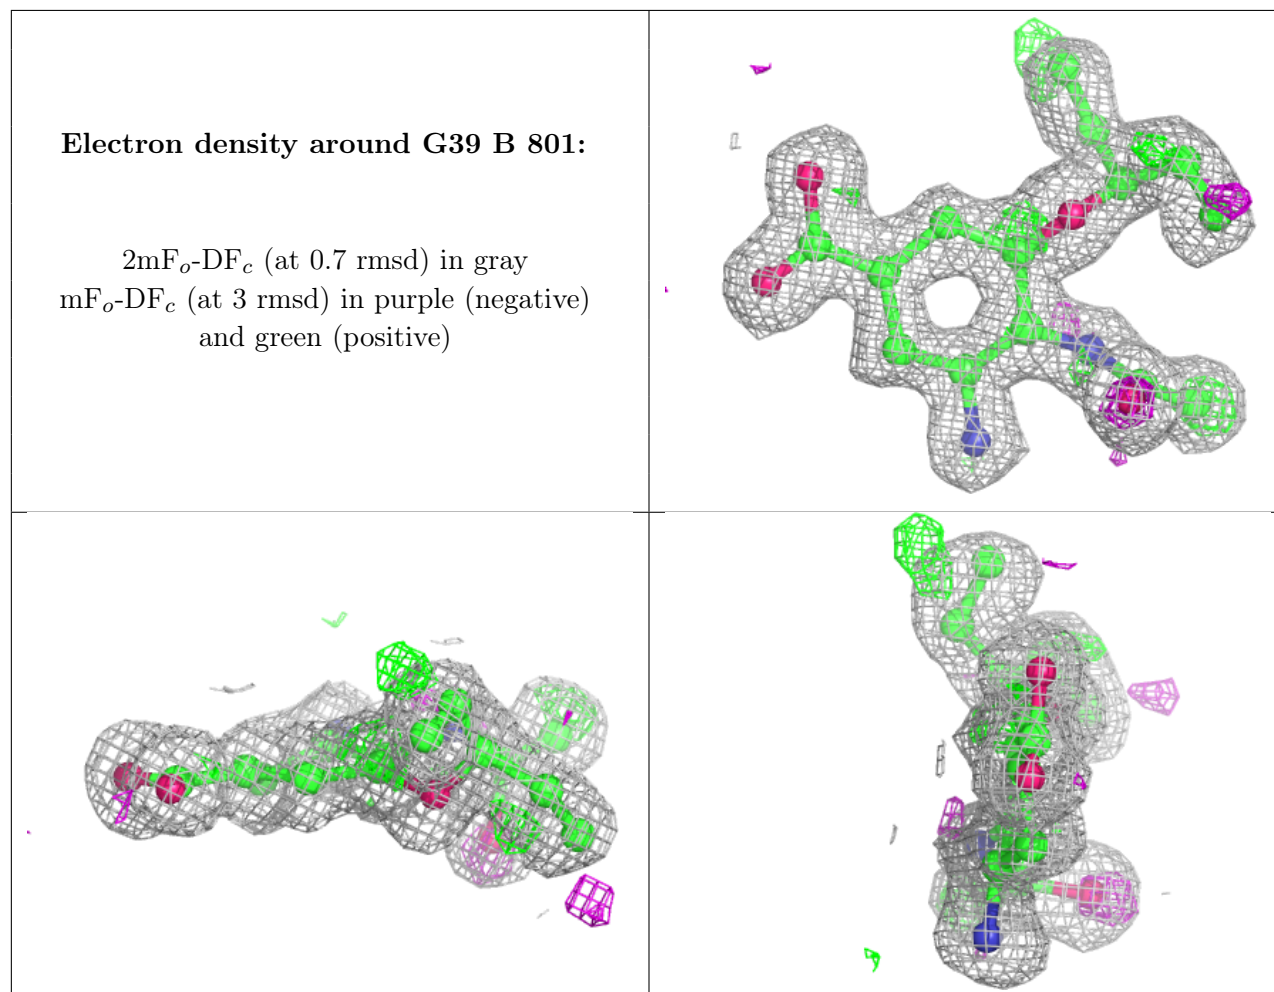 Electron density around G39 B 801:
2mFo-DFc (at 0.7 rmsd) in gray
mFo-DFc (at 3 rmsd) in purple (negative)
and green (positive)